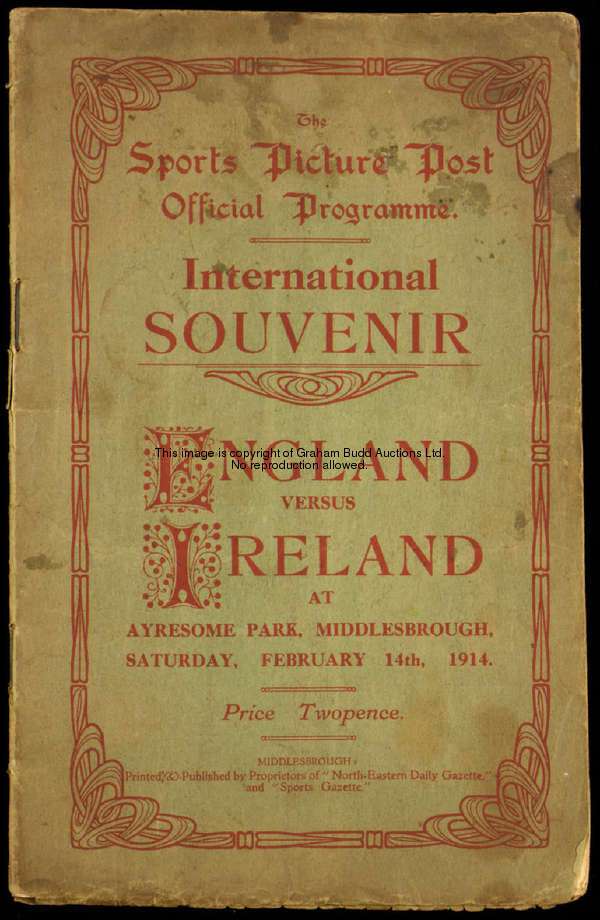 The
Sports Picture Post
Official Programme.
International
SOUVENIR
ENGLAND
This image is copyright of Graham Budd Auctions Ltd.
No reproduction allowed.
VERSUS
IRELAND
AT
AYRESOME PARK, MIDDLESBROUGH,
SATURDAY, FEBRUARY 14th, 1914.
Price Twopence.
MIDDLESBROUGH:
Printed & Published by Proprietors of "North-Eastern Daily Gazette,"
and "Sports Gazette."